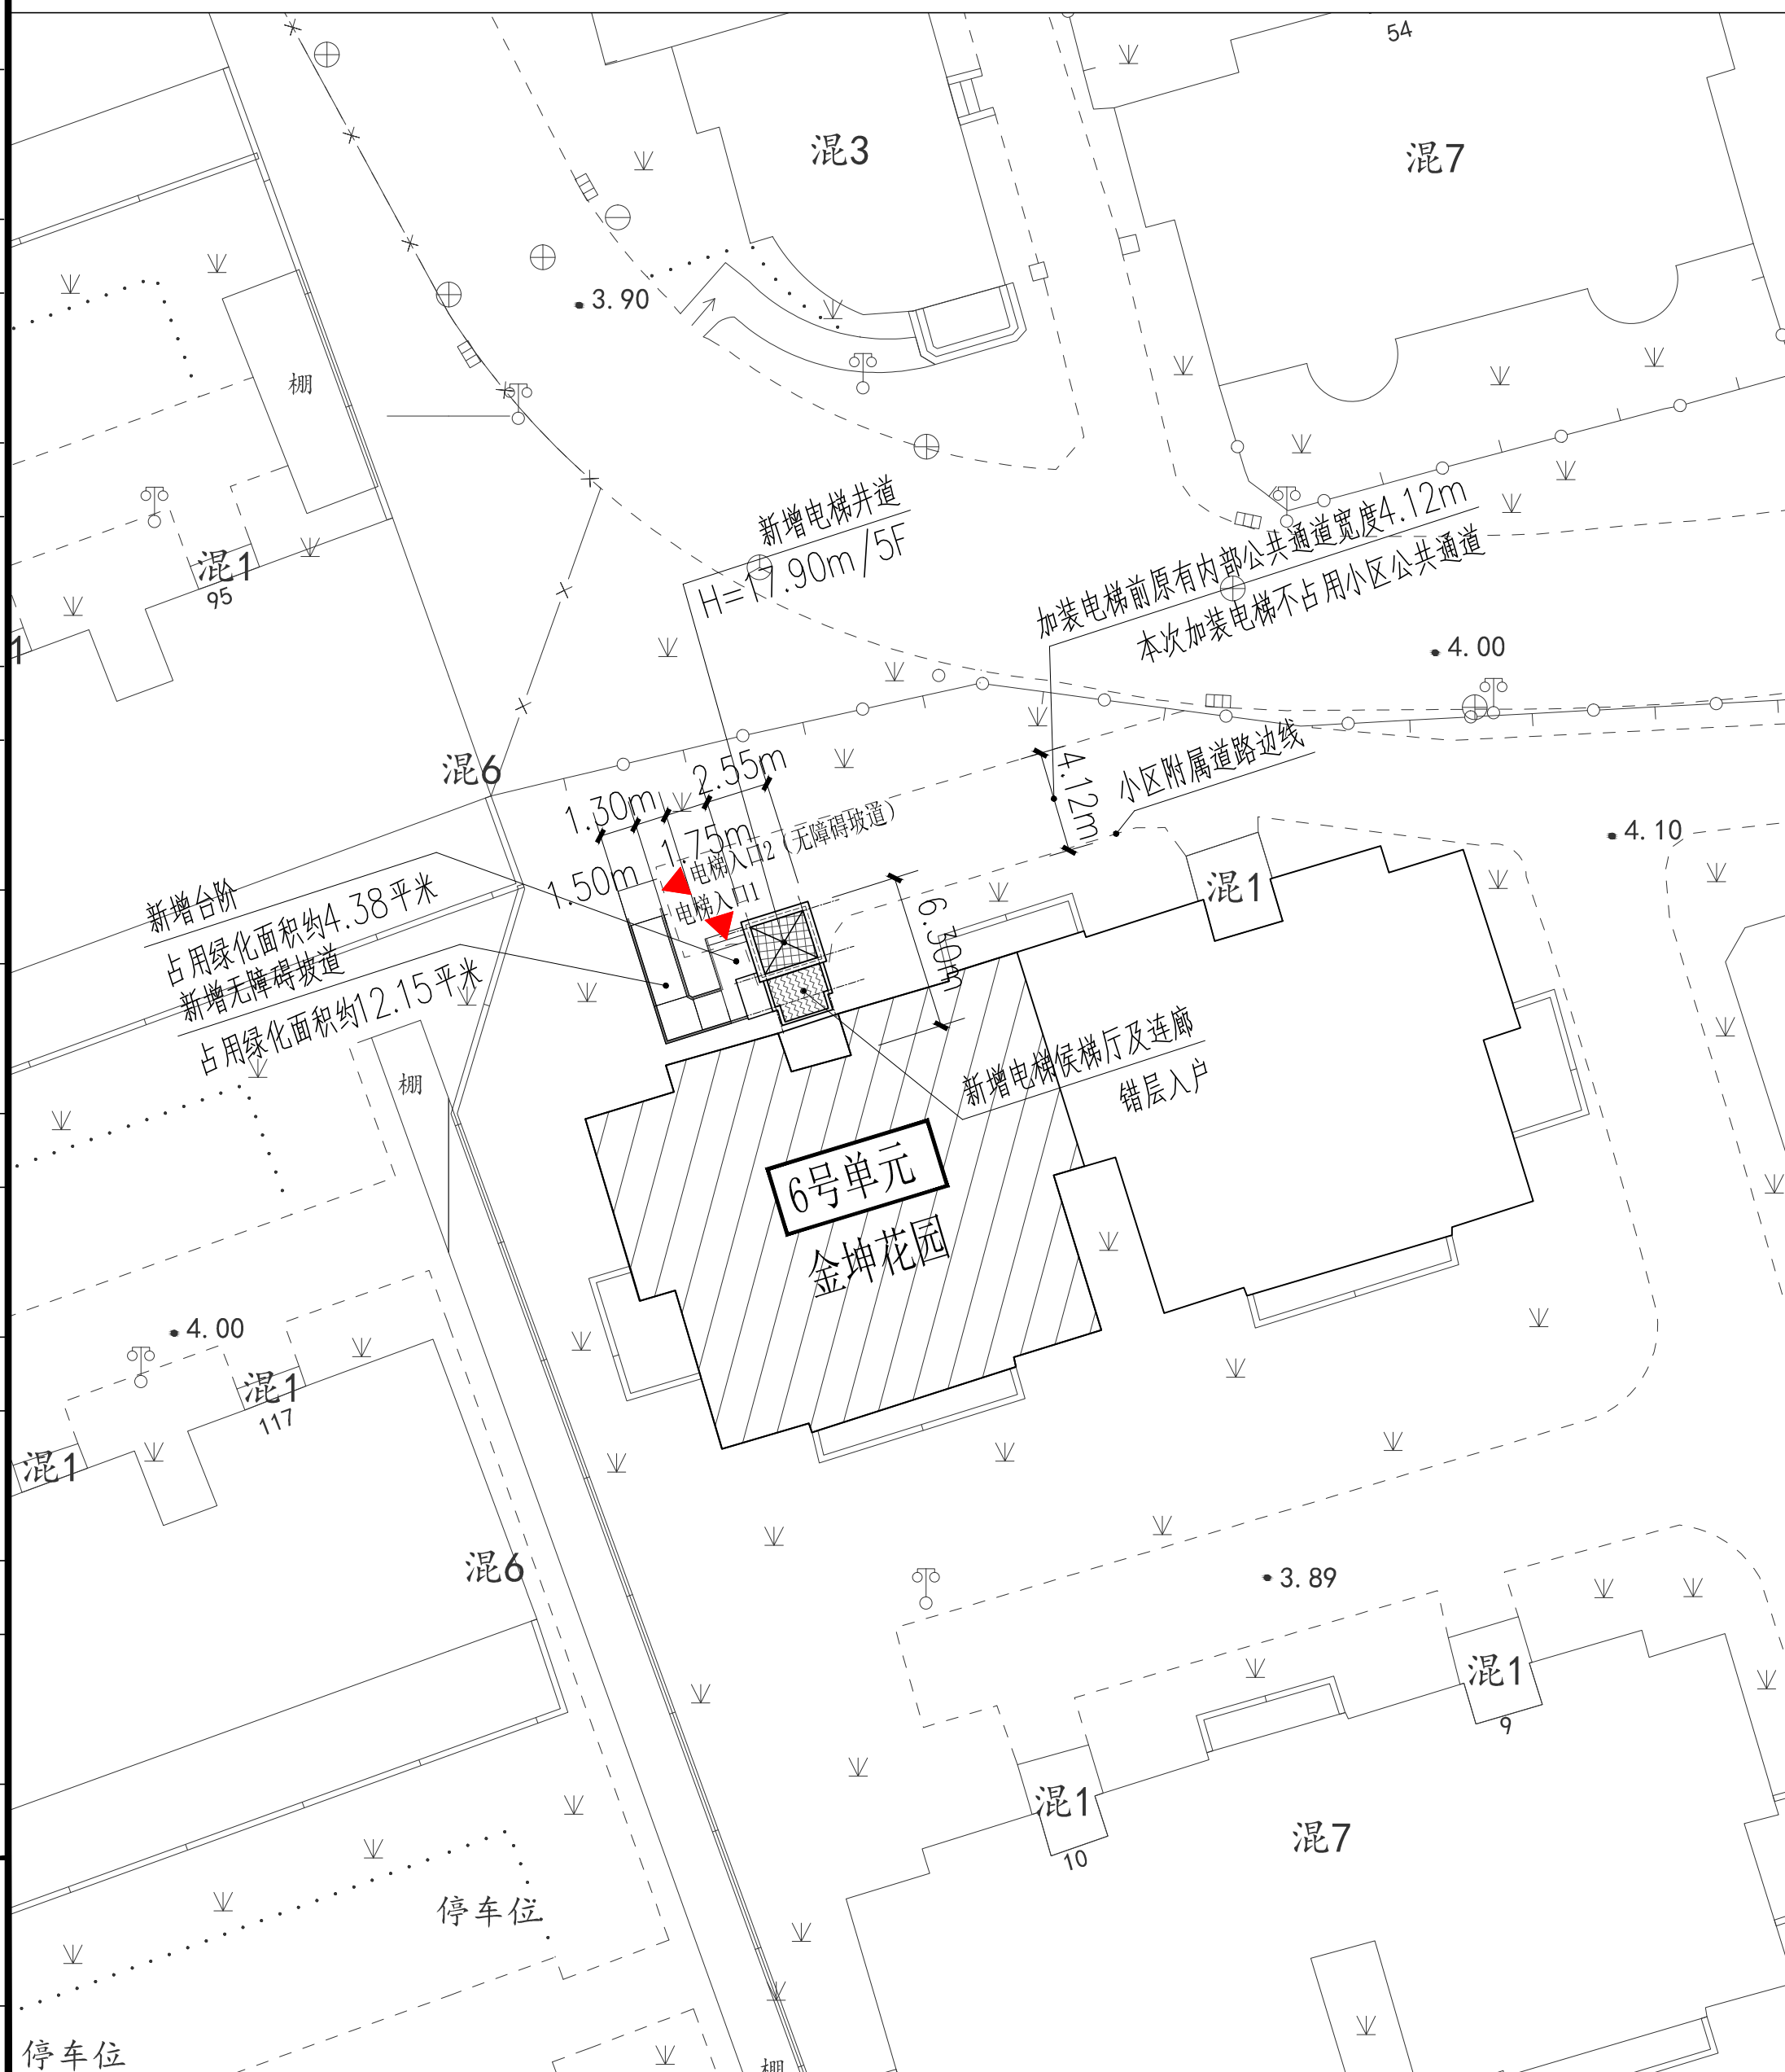 54
混3
混7
3.90
棚
新增电梯井道
H=17.90m/5F
加装电梯前原有内部公共通道宽度4.12m
本次加装电梯不占用小区公共通道
混1
95
1
4.00
混6
2.55m
1.30m
1.75m
1.50m
4.12m
小区附属道路边线
4.10
电梯入口2（无障碍坡道）
电梯入口1
混1
新增台阶
占用绿化面积约4.38平米
新增无障碍坡道
占用绿化面积约12.15平米
6.30m
新增电梯侯梯厅及连廊
错层入户
棚
6号单元
金坤花园
4.00
混1
117
混1
混6
3.89
混1
9
混1
10
混7
停车位
停车位
棚